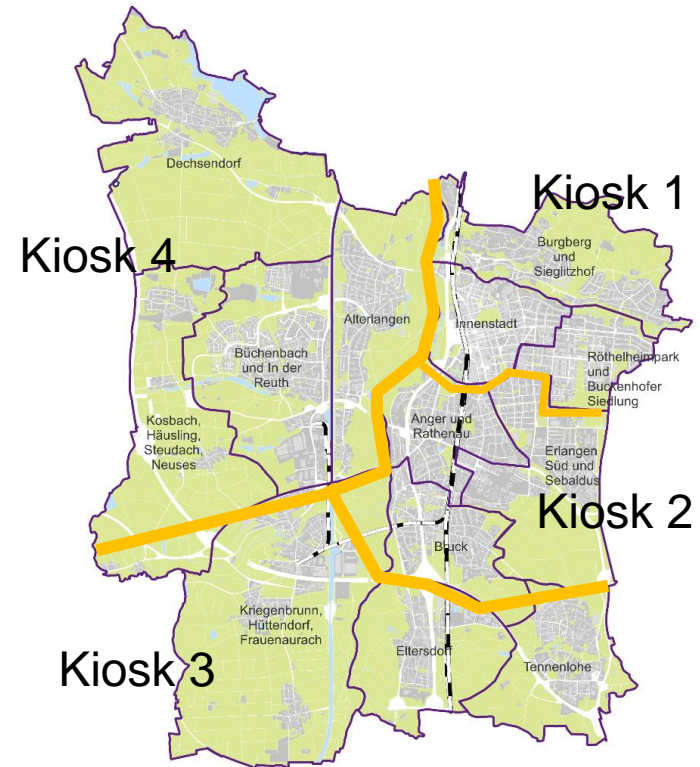 Dechsendorf
Kiosk 1
Burgberg
und
Sieglitzhof
Kiosk 4
Alterlangen
Innenstadt
Büchenbach
und In der
Reuth
Röthelheimpark
und
Buckenhofer
Siedlung
Kosbach,
Häusling,
Steudach,
Neuses
Anger und
Rathenau
Erlangen
Süd und
Sebaldus
Kiosk 2
Bruck
Kriegenbrunn,
Hüttendorf,
Frauenaurach
Eltersdorf
Kiosk 3
Tennenlohe